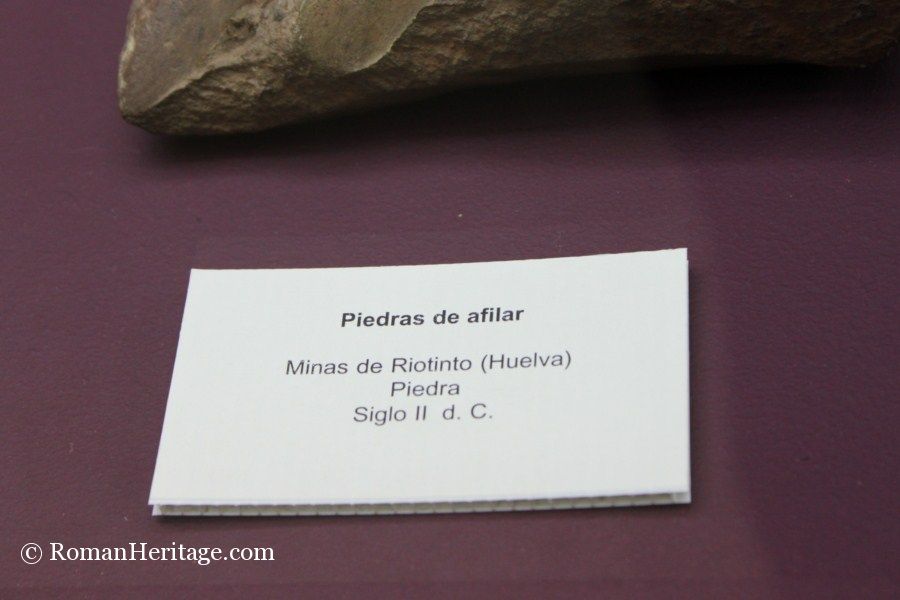 Piedras de afilar
Minas de Riotinto (Huelva)
Piedra
Siglo II d. C.
© RomanHeritage.com